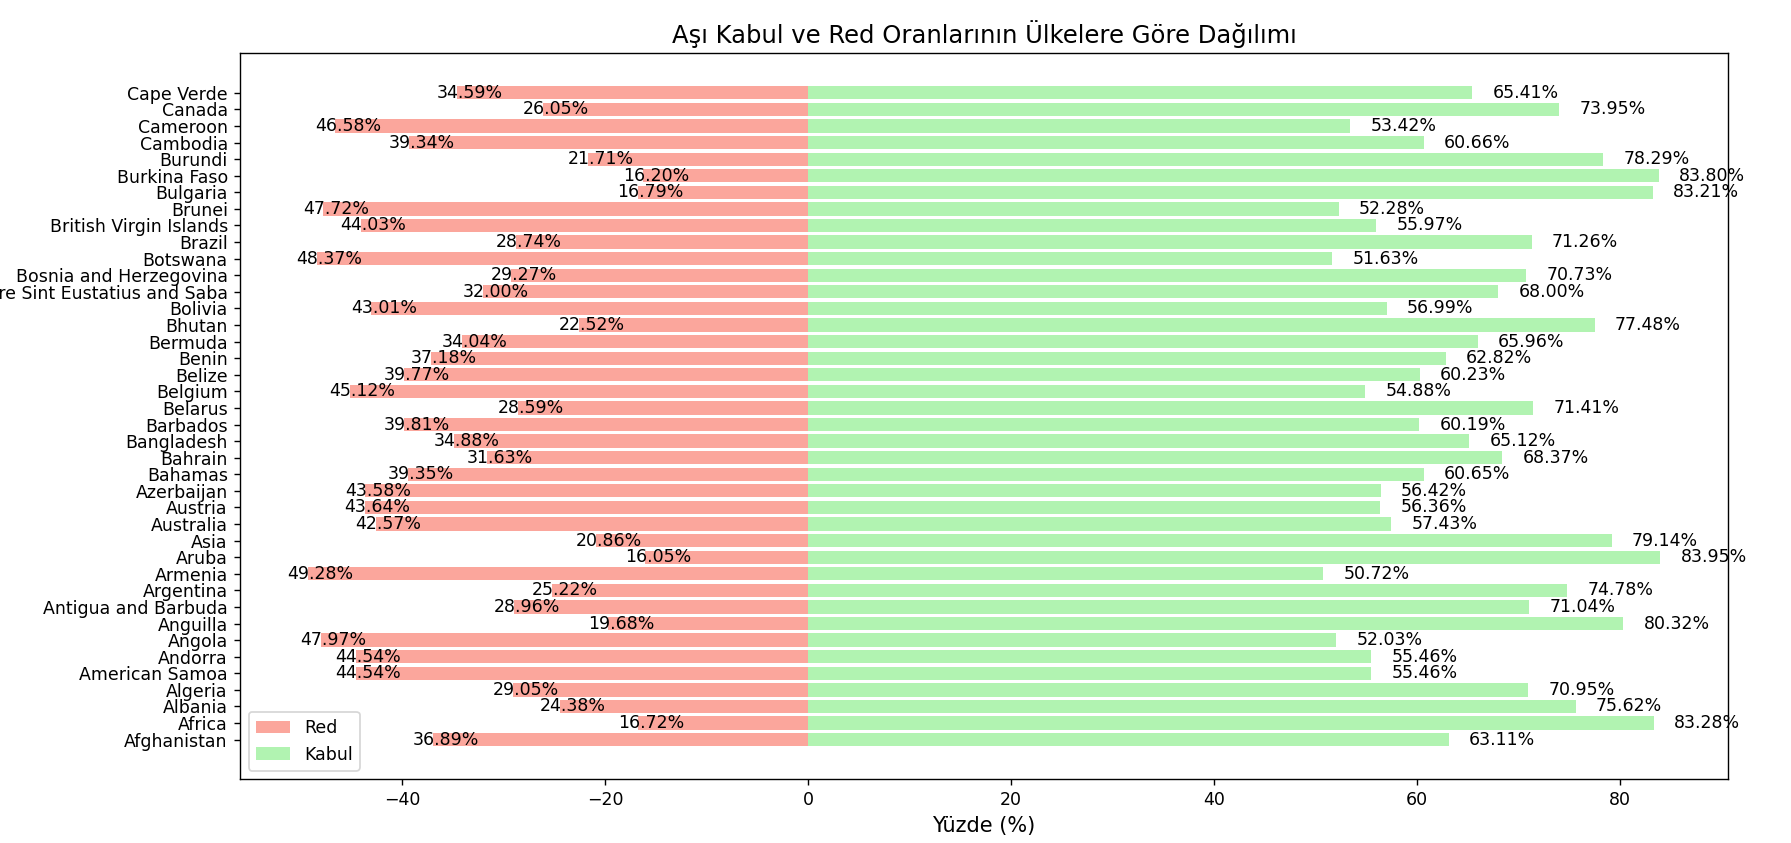 Aşı Kabul ve Red Oranlarının Ülkelere Göre Dağılımı
Cape Verde 34.59% 65.41%
Canada 26.05% 73.95%
Cameroon 46.58% 53.42%
Cambodia 39.34% 60.66%
Burundi 21.71% 78.29%
Burkina Faso 16.20% 83.80%
Bulgaria 16.79% 83.21%
Brunei 47.72% 52.28%
British Virgin Islands 44.03% 55.97%
Brazil 28.74% 71.26%
Botswana 48.37% 51.63%
Bosnia and Herzegovina 29.27% 70.73%
re Sint Eustatius and Saba 32.00% 68.00%
Bolivia 43.01% 56.99%
Bhutan 22.52% 77.48%
Bermuda 34.04% 65.96%
Benin 37.18% 62.82%
Belize 39.77% 60.23%
Belgium 45.12% 54.88%
Belarus 28.59% 71.41%
Barbados 39.81% 60.19%
Bangladesh 34.88% 65.12%
Bahrain 31.63% 68.37%
Bahamas 39.35% 60.65%
Azerbaijan 43.58% 56.42%
Austria 43.64% 56.36%
Australia 42.57% 57.43%
Asia 20.86% 79.14%
Aruba 16.05% 83.95%
Armenia 49.28% 50.72%
Argentina 25.22% 74.78%
Antigua and Barbuda 28.96% 71.04%
Anguilla 19.68% 80.32%
Angola 47.97% 52.03%
Andorra 44.54% 55.46%
American Samoa 44.54% 55.46%
Algeria 29.05% 70.95%
Albania 24.38% 75.62%
Africa 16.72% 83.28%
Afghanistan 36.89% 63.11%
Red
Kabul
−40 −20 0 20 40 60 80
Yüzde (%)